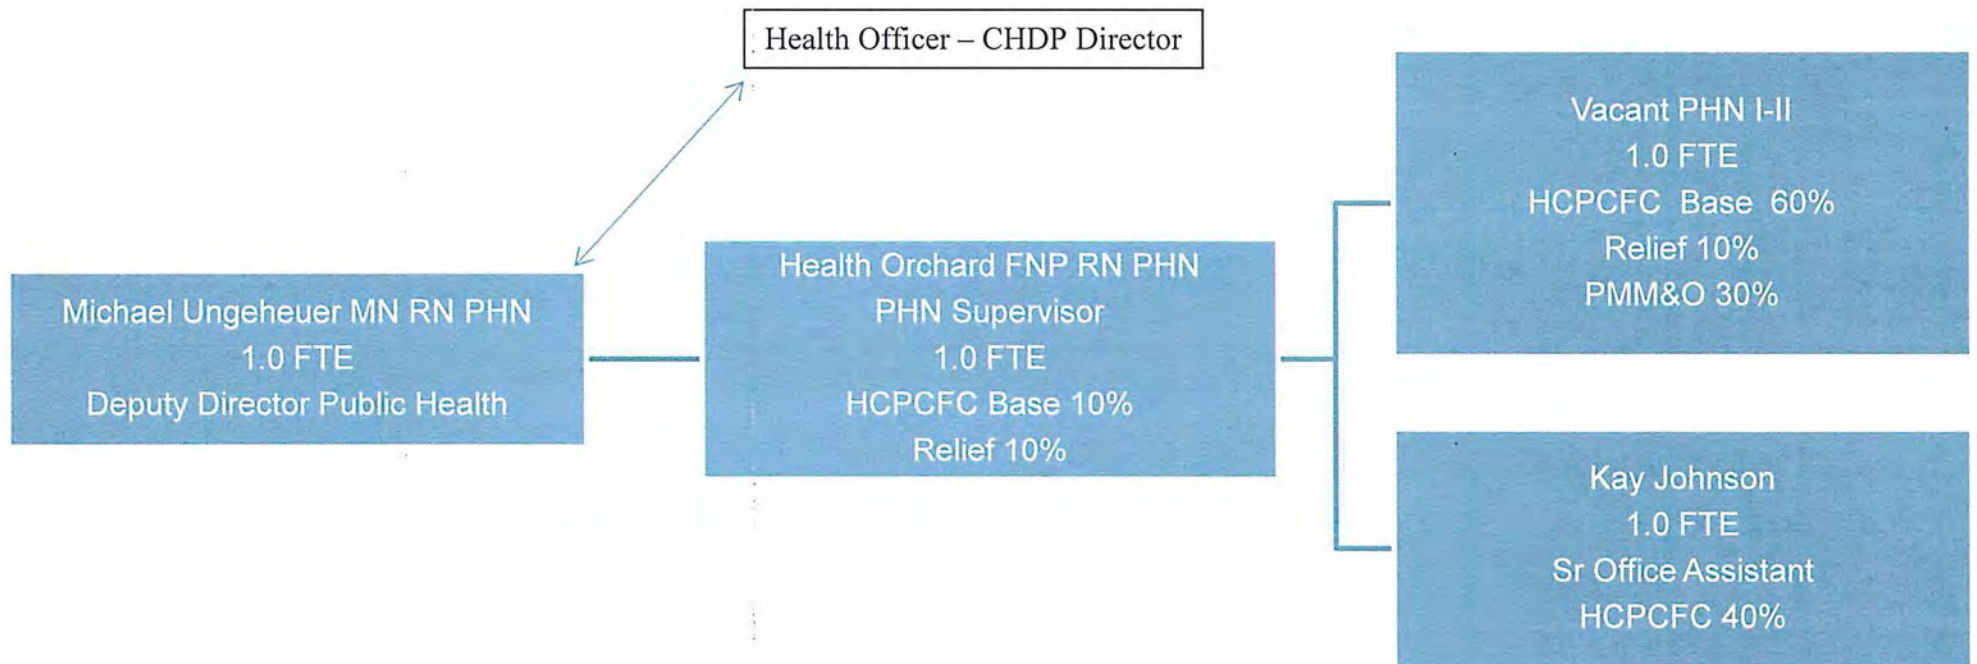 Health Officer – CHDP Director
Michael Ungeheuer MN RN PHN
1.0 FTE
Deputy Director Public Health
Health Orchard FNP RN PHN
PHN Supervisor
1.0 FTE
HCPCFC Base 10%
Relief 10%
Vacant PHN I-II
1.0 FTE
HCPCFC Base 60%
Relief 10%
PMM&O 30%
Kay Johnson
1.0 FTE
Sr Office Assistant
HCPCFC 40%